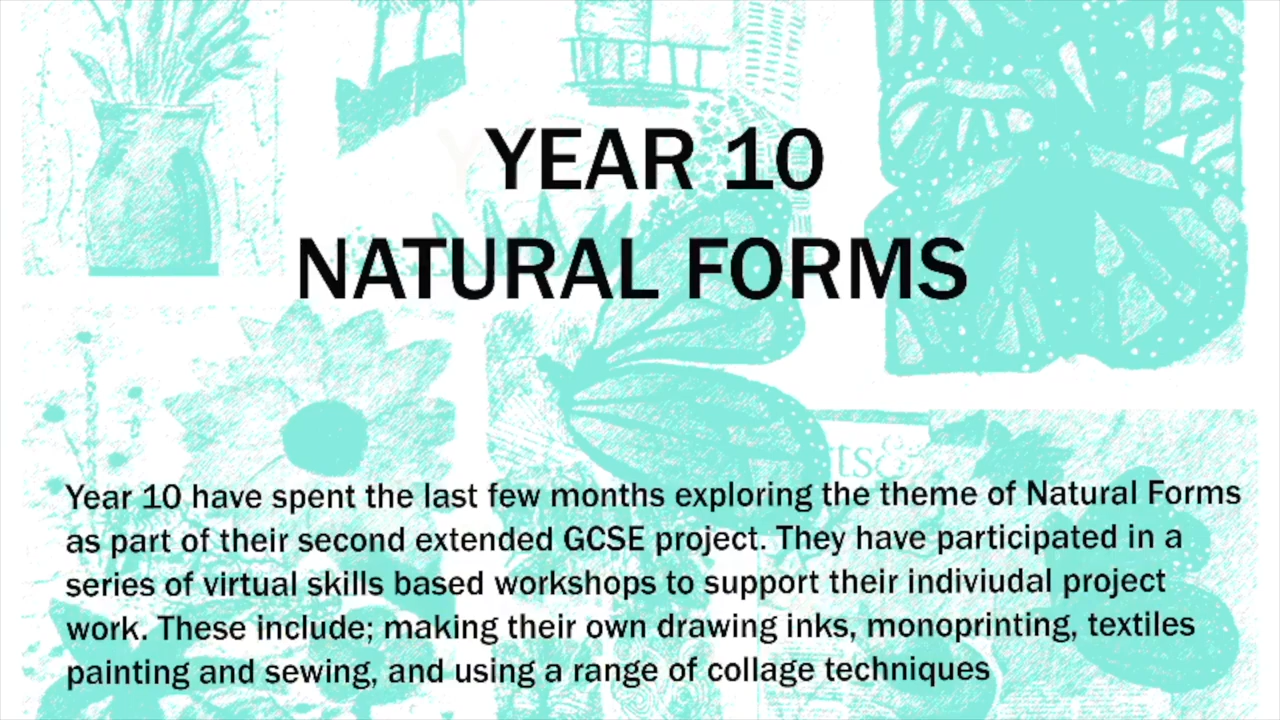 YEAR 10
NATURAL FORMS
ts&
Year 10 have spent the last few months exploring the theme of Natural Forms
as part of their second extended GCSE project. They have participated in a
series of virtual skills based workshops to support their indiviudal project
work. These include; making their own drawing inks, monoprinting, textiles
painting and sewing, and using a range of collage techniques